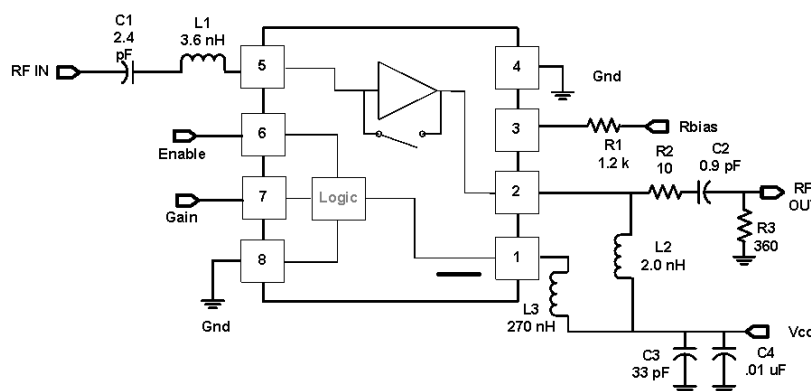 C1
2.4
pF
L1
3.6 nH
RF IN
5
4
Gnd
6
Enable
3
R1
1.2 k
Rbias
R2
10
C2
0.9 pF
Logic
7
Gain
2
RF
OUT
R3
360
8
Gnd
1
L2
2.0 nH
L3
270 nH
Vcc
C3
33 pF
C4
.01 uF